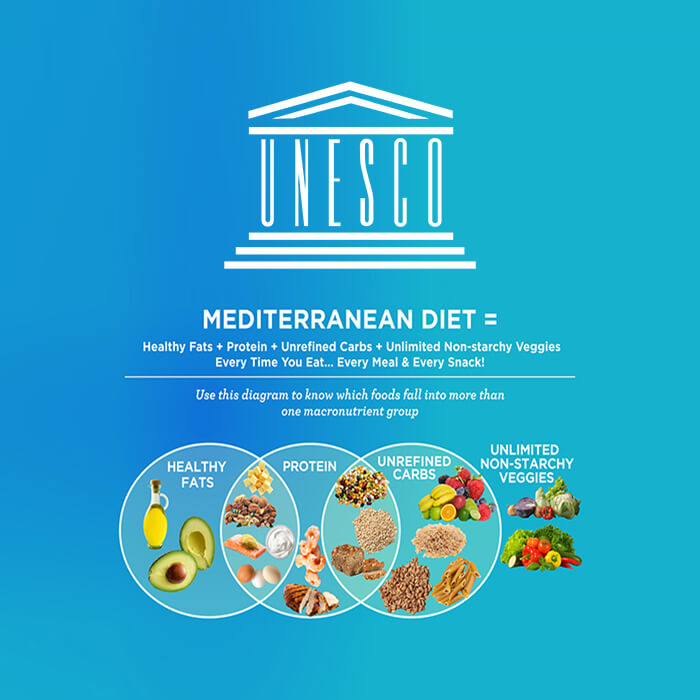 UNESCO
MEDITERRANEAN DIET =
Healthy Fats + Protein + Unrefined Carbs + Unlimited Non-starchy Veggies
Every Time You Eat... Every Meal & Every Snack!
Use this diagram to know which foods fall into more than
one macronutrient group
HEALTHY
FATS
PROTEIN
UNREFINED
CARBS
UNLIMITED
NON-STARCHY
VEGGIES